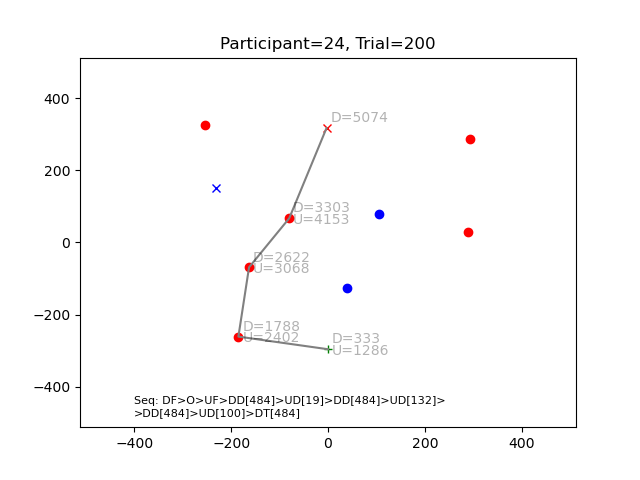 Participant=24, Trial=200
400
200
0
−200
−400
D=5074
D=3303
U=4153
D=2622
U=3068
D=1788
U=2402
D=333
U=1286
Seq: DF>O>UF>DD[484]>UD[19]>DD[484]>UD[132]>
>DD[484]>UD[100]>DT[484]
−400
−200
0
200
400